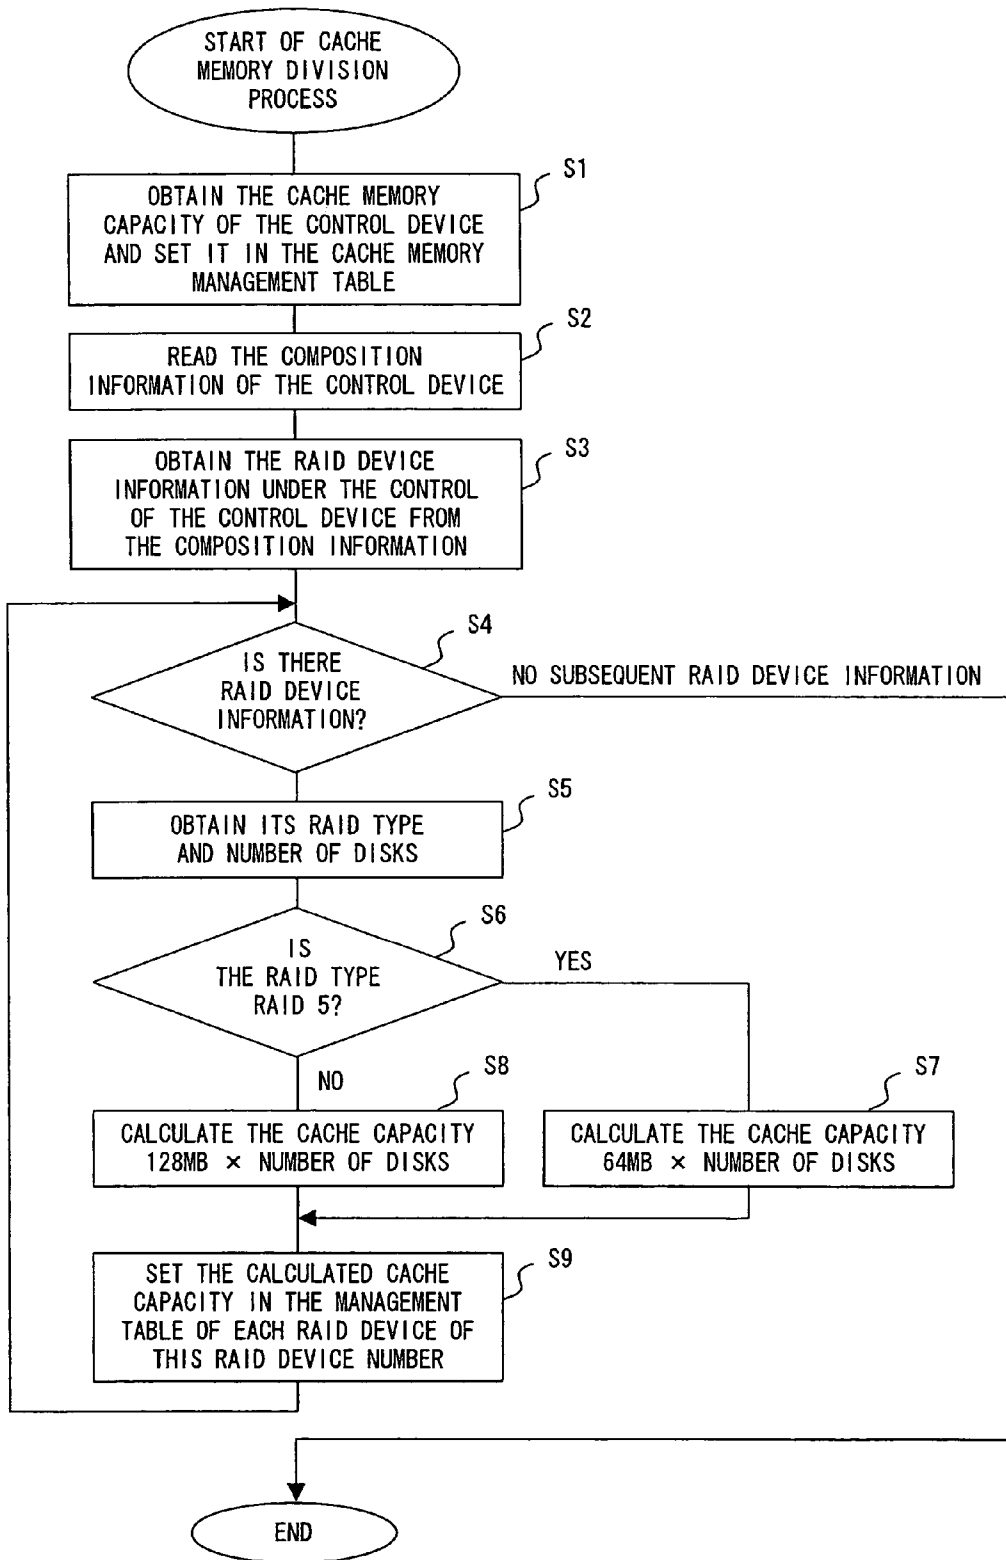 START OF CACHE
MEMORY DIVISION
PROCESS
S1
OBTAIN THE CACHE MEMORY
CAPACITY OF THE CONTROL DEVICE
AND SET IT IN THE CACHE MEMORY
MANAGEMENT TABLE
S2
READ THE COMPOSITION
INFORMATION OF THE CONTROL DEVICE
S3
OBTAIN THE RAID DEVICE
INFORMATION UNDER THE CONTROL
OF THE CONTROL DEVICE FROM
THE COMPOSITION INFORMATION
S4
IS THERE
RAID DEVICE
INFORMATION?
NO SUBSEQUENT RAID DEVICE INFORMATION
S5
OBTAIN ITS RAID TYPE
AND NUMBER OF DISKS
S6
IS
THE RAID TYPE
RAID 5?
YES
NO
S8
CALCULATE THE CACHE CAPACITY
128MB × NUMBER OF DISKS
S7
CALCULATE THE CACHE CAPACITY
64MB × NUMBER OF DISKS
S9
SET THE CALCULATED CACHE
CAPACITY IN THE MANAGEMENT
TABLE OF EACH RAID DEVICE OF
THIS RAID DEVICE NUMBER
END